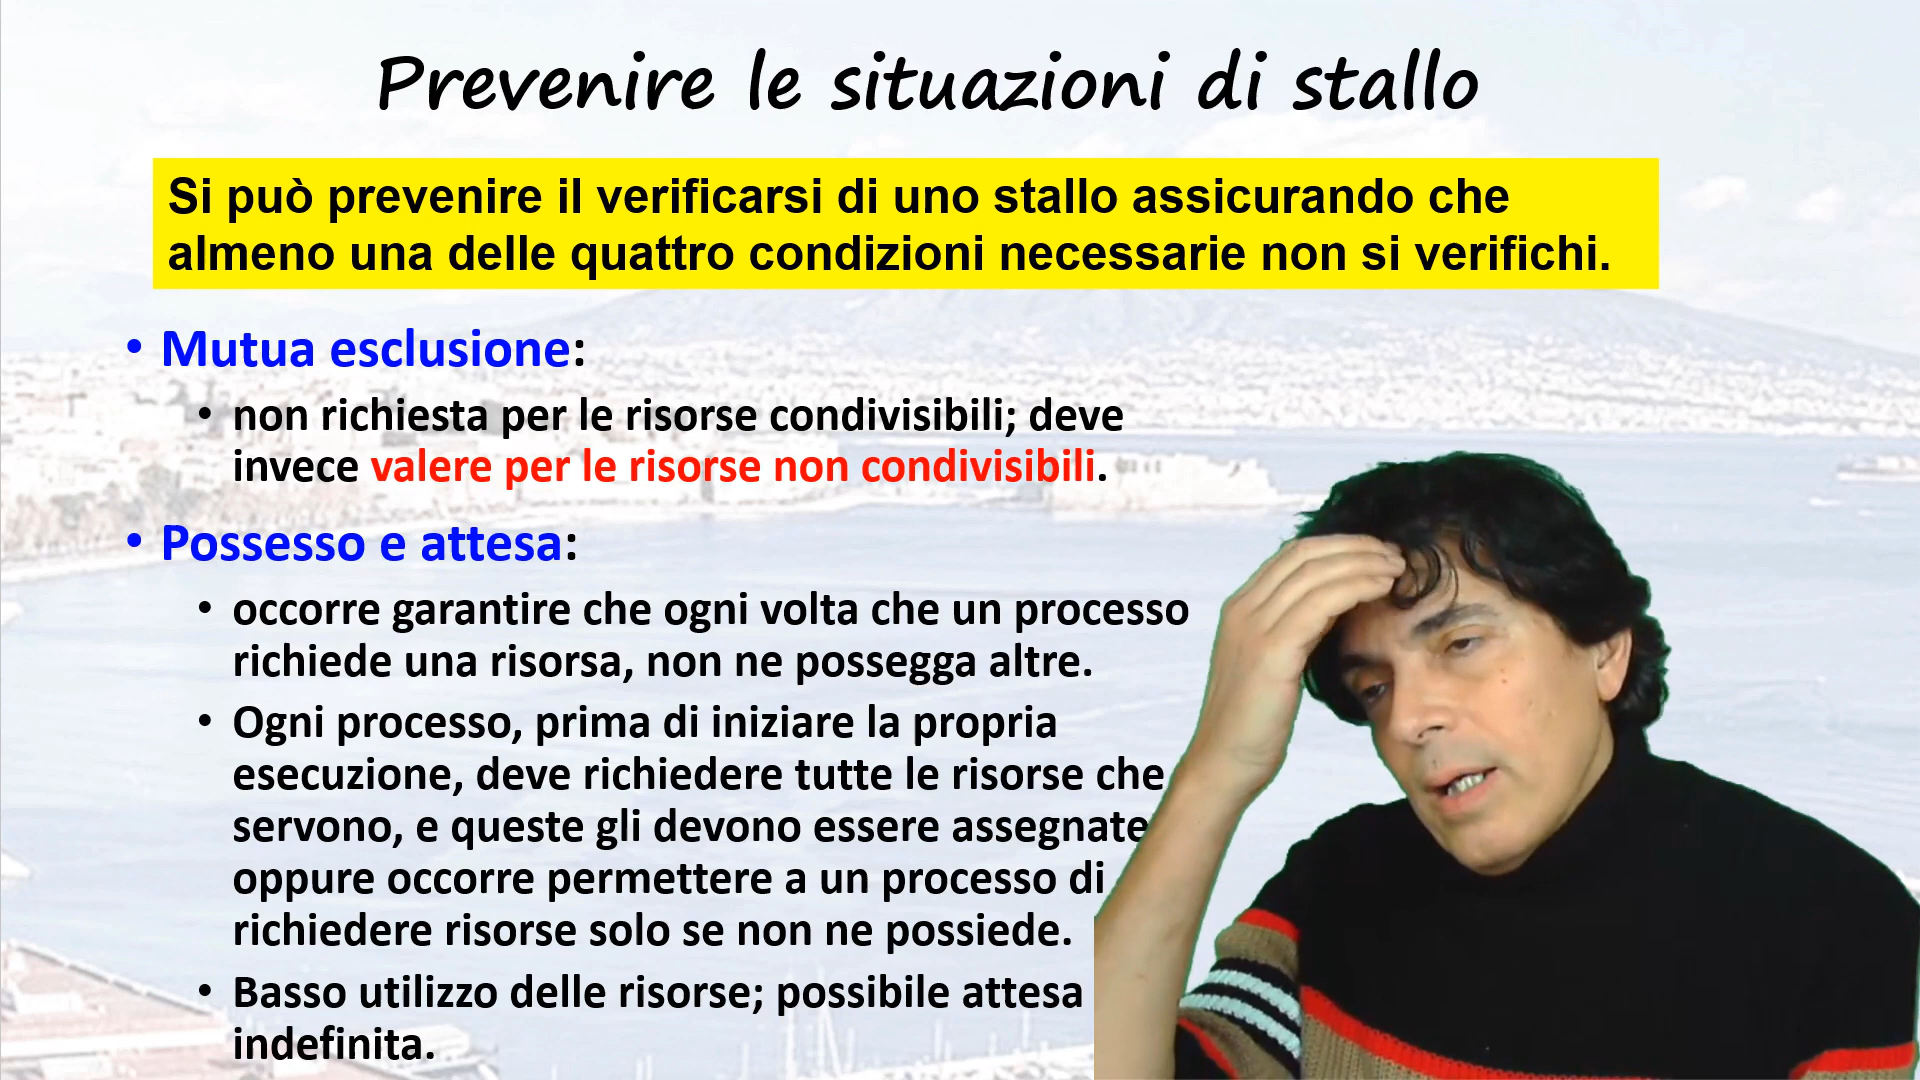 Prevenire le situazioni di stallo
Si può prevenire il verificarsi di uno stallo assicurando che
almeno una delle quattro condizioni necessarie non si verifichi.
• Mutua esclusione:
• non richiesta per le risorse condivisibili; deve
invece valere per le risorse non condivisibili.
• Possesso e attesa:
• occorre garantire che ogni volta che un processo
richiede una risorsa, non ne possegga altre.
• Ogni processo, prima di iniziare la propria
esecuzione, deve richiedere tutte le risorse che
servono, e queste gli devono essere assegnate
oppure occorre permettere a un processo di
richiedere risorse solo se non ne possiede.
• Basso utilizzo delle risorse; possibile attesa
indefinita.